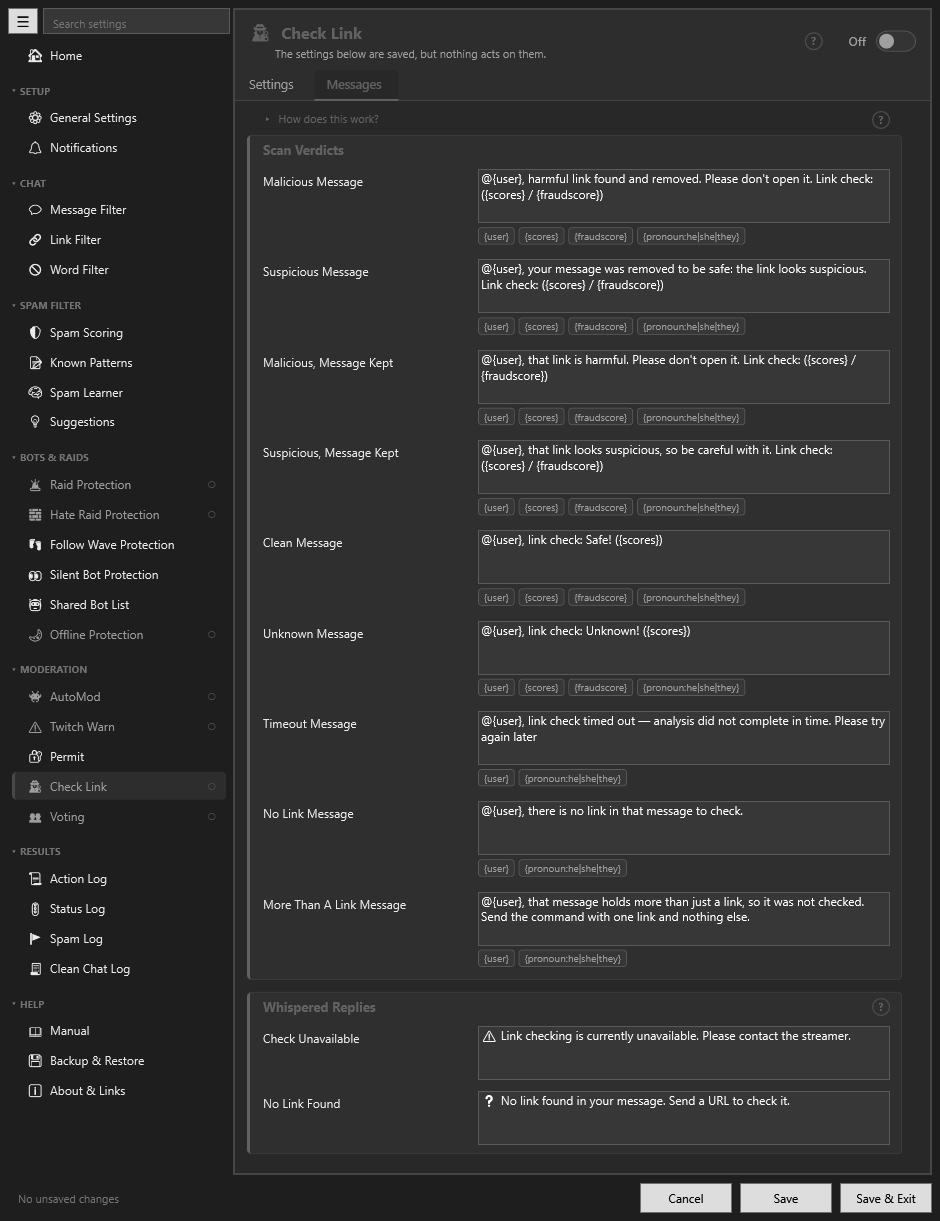 Search settings
Home
SETUP
General Settings
Notifications
CHAT
Message Filter
Link Filter
Word Filter
SPAM FILTER
Spam Scoring
Known Patterns
Spam Learner
Suggestions
BOTS & RAIDS
Raid Protection
Hate Raid Protection
Follow Wave Protection
Silent Bot Protection
Shared Bot List
Offline Protection
MODERATION
AutoMod
Twitch Warn
Permit
Check Link
Voting
RESULTS
Action Log
Status Log
Spam Log
Clean Chat Log
HELP
Manual
Backup & Restore
About & Links
Check Link
The settings below are saved, but nothing acts on them.
?
Off
Settings
Messages
How does this work?
?
Scan Verdicts
Malicious Message
@{user}, harmful link found and removed. Please don't open it. Link check:
({scores} / {fraudscore})
{user} {scores} {fraudscore} {pronoun:he|she|they}
Suspicious Message
@{user}, your message was removed to be safe: the link looks suspicious.
Link check: ({scores} / {fraudscore})
{user} {scores} {fraudscore} {pronoun:he|she|they}
Malicious, Message Kept
@{user}, that link is harmful. Please don't open it. Link check: ({scores} /
{fraudscore})
{user} {scores} {fraudscore} {pronoun:he|she|they}
Suspicious, Message Kept
@{user}, that link looks suspicious, so be careful with it. Link check:
({scores} / {fraudscore})
{user} {scores} {fraudscore} {pronoun:he|she|they}
Clean Message
@{user}, link check: Safe! ({scores})
{user} {scores} {fraudscore} {pronoun:he|she|they}
Unknown Message
@{user}, link check: Unknown! ({scores})
{user} {scores} {fraudscore} {pronoun:he|she|they}
Timeout Message
@{user}, link check timed out — analysis did not complete in time. Please try
again later
{user} {pronoun:he|she|they}
No Link Message
@{user}, there is no link in that message to check.
{user} {pronoun:he|she|they}
More Than A Link Message
@{user}, that message holds more than just a link, so it was not checked.
Send the command with one link and nothing else.
{user} {pronoun:he|she|they}
Whispered Replies
?
Check Unavailable
⚠ Link checking is currently unavailable. Please contact the streamer.
No Link Found
❓ No link found in your message. Send a URL to check it.
No unsaved changes
Cancel
Save
Save & Exit